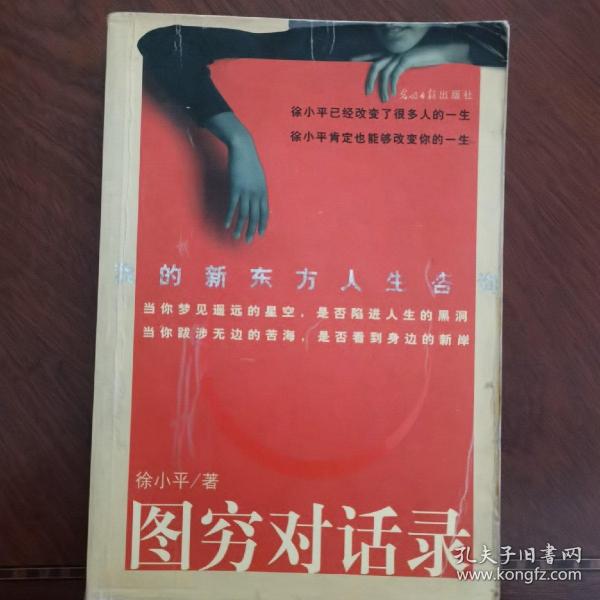 光明日报出版社
徐小平已经改变了很多人的一生
徐小平肯定也能够改变你的一生
我的新东方人生咨询
当你梦见遥远的星空，是否陷进人生的黑洞
当你跋涉无边的苦海，是否看到身边的新岸
徐小平/著
图穷对话录
孔夫子旧书网
www.kongfz.com